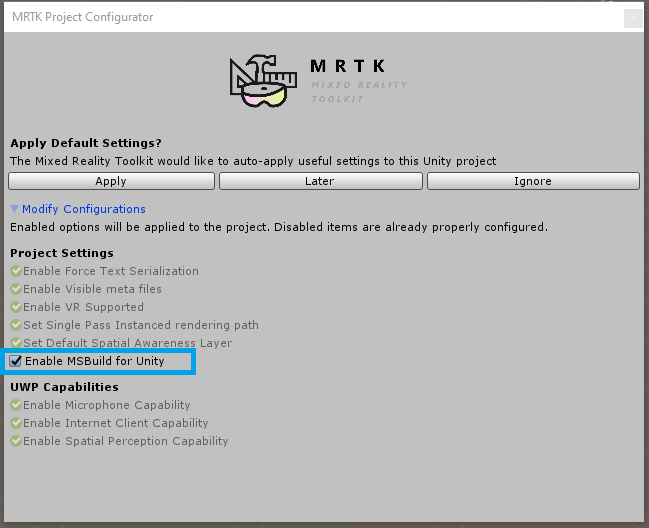 MRTK Project Configurator
x
MRTK
MIXED REALITY
TOOLKIT
Apply Default Settings?
The Mixed Reality Toolkit would like to auto-apply useful settings to this Unity project
Apply Later Ignore
Modify Configurations
Enabled options will be applied to the project. Disabled items are already properly configured.
Project Settings
Enable Force Text Serialization
Enable Visible meta files
Enable VR Supported
Set Single Pass Instanced rendering path
Set Default Spatial Awareness Layer
Enable MSBuild for Unity
UWP Capabilities
Enable Microphone Capability
Enable Internet Client Capability
Enable Spatial Perception Capability